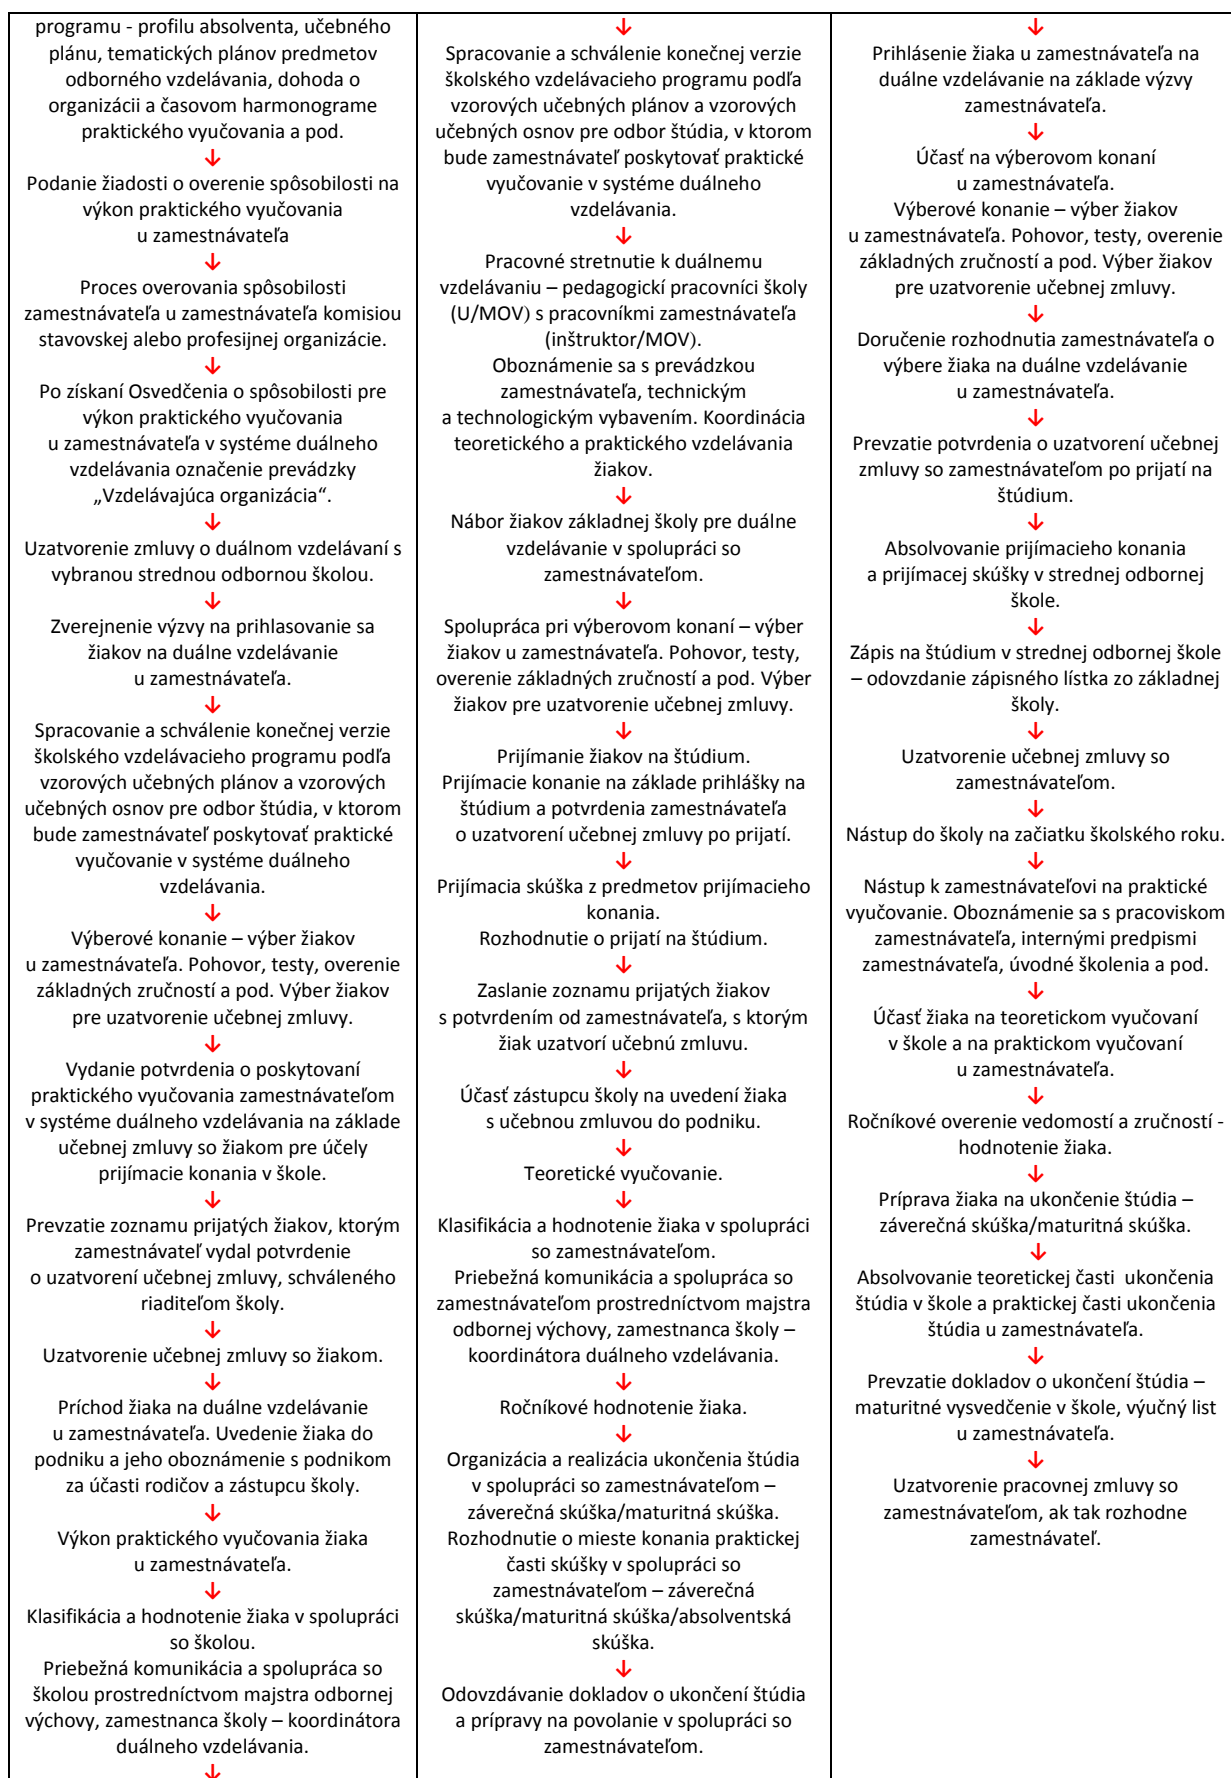 programu - profilu absolventa, učebného
plánu, tematických plánov predmetov
odborného vzdelávania, dohoda o
organizácii a časovom harmonograme
praktického vyučovania a pod.
↓
Podanie žiadosti o overenie spôsobilosti na
výkon praktického vyučovania
u zamestnávateľa
↓
Proces overovania spôsobilosti
zamestnávateľa u zamestnávateľa komisiou
stavovskej alebo profesijnej organizácie.
↓
Po získaní Osvedčenia o spôsobilosti pre
výkon praktického vyučovania
u zamestnávateľa v systéme duálneho
vzdelávania označenie prevádzky
„Vzdelávajúca organizácia“.
↓
Uzatvorenie zmluvy o duálnom vzdelávaní s
vybranou strednou odbornou školou.
↓
Zverejnenie výzvy na prihlasovanie sa
žiakov na duálne vzdelávanie
u zamestnávateľa.
↓
Spracovanie a schválenie konečnej verzie
školského vzdelávacieho programu podľa
vzorových učebných plánov a vzorových
učebných osnov pre odbor štúdia, v ktorom
bude zamestnávateľ poskytovať praktické
vyučovanie v systéme duálneho
vzdelávania.
↓
Výberové konanie – výber žiakov
u zamestnávateľa. Pohovor, testy, overenie
základných zručností a pod. Výber žiakov
pre uzatvorenie učebnej zmluvy.
↓
Vydanie potvrdenia o poskytovaní
praktického vyučovania zamestnávateľom
v systéme duálneho vzdelávania na základe
učebnej zmluvy so žiakom pre účely
prijímacie konania v škole.
↓
Prevzatie zoznamu prijatých žiakov, ktorým
zamestnávateľ vydal potvrdenie
o uzatvorení učebnej zmluvy, schváleného
riaditeľom školy.
↓
Uzatvorenie učebnej zmluvy so žiakom.
↓
Príchod žiaka na duálne vzdelávanie
u zamestnávateľa. Uvedenie žiaka do
podniku a jeho oboznámenie s podnikom
za účasti rodičov a zástupcu školy.
↓
Výkon praktického vyučovania žiaka
u zamestnávateľa.
↓
Klasifikácia a hodnotenie žiaka v spolupráci
so školou.
Priebežná komunikácia a spolupráca so
školou prostredníctvom majstra odbornej
výchovy, zamestnanca školy – koordinátora
duálneho vzdelávania.
↓
↓
Spracovanie a schválenie konečnej verzie
školského vzdelávacieho programu podľa
vzorových učebných plánov a vzorových
učebných osnov pre odbor štúdia, v ktorom
bude zamestnávateľ poskytovať praktické
vyučovanie v systéme duálneho
vzdelávania.
↓
Pracovné stretnutie k duálnemu
vzdelávaniu – pedagogickí pracovníci školy
(U/MOV) s pracovníkmi zamestnávateľa
(inštruktor/MOV).
Oboznámenie sa s prevádzkou
zamestnávateľa, technickým
a technologickým vybavením. Koordinácia
teoretického a praktického vzdelávania
žiakov.
↓
Nábor žiakov základnej školy pre duálne
vzdelávanie v spolupráci so
zamestnávateľom.
↓
Spolupráca pri výberovom konaní – výber
žiakov u zamestnávateľa. Pohovor, testy,
overenie základných zručností a pod. Výber
žiakov pre uzatvorenie učebnej zmluvy.
↓
Prijímanie žiakov na štúdium.
Prijímacie konanie na základe prihlášky na
štúdium a potvrdenia zamestnávateľa
o uzatvorení učebnej zmluvy po prijatí.
↓
Prijímacia skúška z predmetov prijímacieho
konania.
Rozhodnutie o prijatí na štúdium.
↓
Zaslanie zoznamu prijatých žiakov
s potvrdením od zamestnávateľa, s ktorým
žiak uzatvorí učebnú zmluvu.
↓
Účasť zástupcu školy na uvedení žiaka
s učebnou zmluvou do podniku.
↓
Teoretické vyučovanie.
↓
Klasifikácia a hodnotenie žiaka v spolupráci
so zamestnávateľom.
Priebežná komunikácia a spolupráca so
zamestnávateľom prostredníctvom majstra
odbornej výchovy, zamestnanca školy –
koordinátora duálneho vzdelávania.
↓
Ročníkové hodnotenie žiaka.
↓
Organizácia a realizácia ukončenia štúdia
v spolupráci so zamestnávateľom –
záverečná skúška/maturitná skúška.
Rozhodnutie o mieste konania praktickej
časti skúšky v spolupráci so
zamestnávateľom – záverečná
skúška/maturitná skúška/absolventská
skúška.
↓
Odovzdávanie dokladov o ukončení štúdia
a prípravy na povolanie v spolupráci so
zamestnávateľom.
↓
Prihlásenie žiaka u zamestnávateľa na
duálne vzdelávanie na základe výzvy
zamestnávateľa.
↓
Účasť na výberovom konaní
u zamestnávateľa.
Výberové konanie – výber žiakov
u zamestnávateľa. Pohovor, testy, overenie
základných zručností a pod. Výber žiakov
pre uzatvorenie učebnej zmluvy.
↓
Doručenie rozhodnutia zamestnávateľa o
výbere žiaka na duálne vzdelávanie
u zamestnávateľa.
↓
Prevzatie potvrdenia o uzatvorení učebnej
zmluvy so zamestnávateľom po prijatí na
štúdium.
↓
Absolvovanie prijímacieho konania
a prijímacej skúšky v strednej odbornej
škole.
↓
Zápis na štúdium v strednej odbornej škole
– odovzdanie zápisného lístka zo základnej
školy.
↓
Uzatvorenie učebnej zmluvy so
zamestnávateľom.
↓
Nástup do školy na začiatku školského roku.
↓
Nástup k zamestnávateľovi na praktické
vyučovanie. Oboznámenie sa s pracoviskom
zamestnávateľa, internými predpismi
zamestnávateľa, úvodné školenia a pod.
↓
Účasť žiaka na teoretickom vyučovaní
v škole a na praktickom vyučovaní
u zamestnávateľa.
↓
Ročníkové overenie vedomostí a zručností -
hodnotenie žiaka.
↓
Príprava žiaka na ukončenie štúdia –
záverečná skúška/maturitná skúška.
↓
Absolvovanie teoretickej časti  ukončenia
štúdia v škole a praktickej časti ukončenia
štúdia u zamestnávateľa.
↓
Prevzatie dokladov o ukončení štúdia –
maturitné vysvedčenie v škole, výučný list
u zamestnávateľa.
↓
Uzatvorenie pracovnej zmluvy so
zamestnávateľom, ak tak rozhodne
zamestnávateľ.